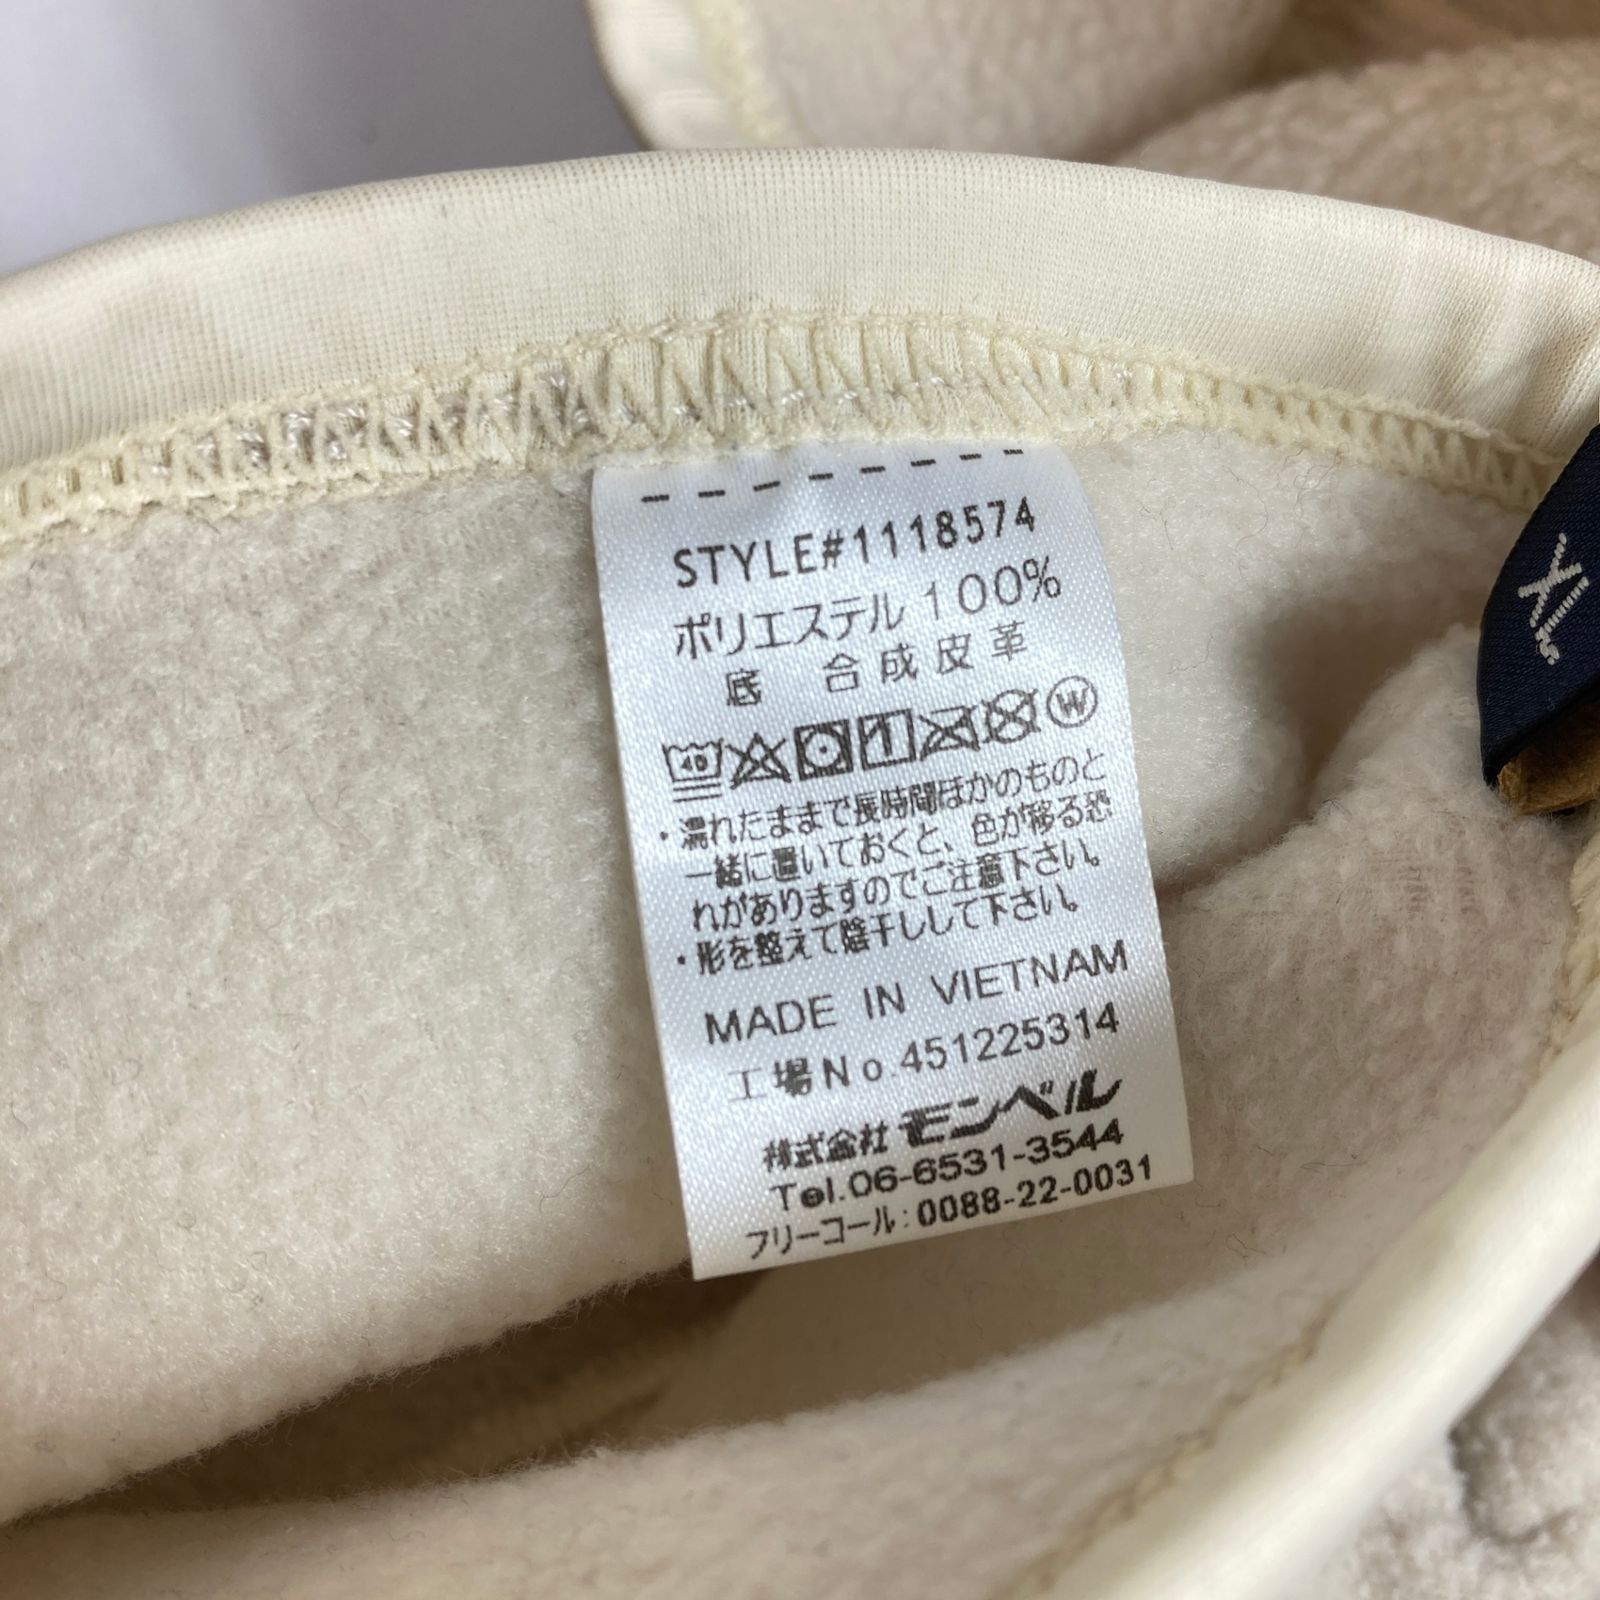 STYLE#1118574
ポリエステル 100%
底 合成皮革
40 1 W
・濡れたままで長時間ほかのものと
一緒に置いておくと、色が移る恐
れがありますのでご注意下さい。
・形を整えて陰干しして下さい。
MADE IN VIETNAM
工場No.451225314
株式会社モンベル
Tel.06-6531-3544
フリーコール:0088-22-0031
XL